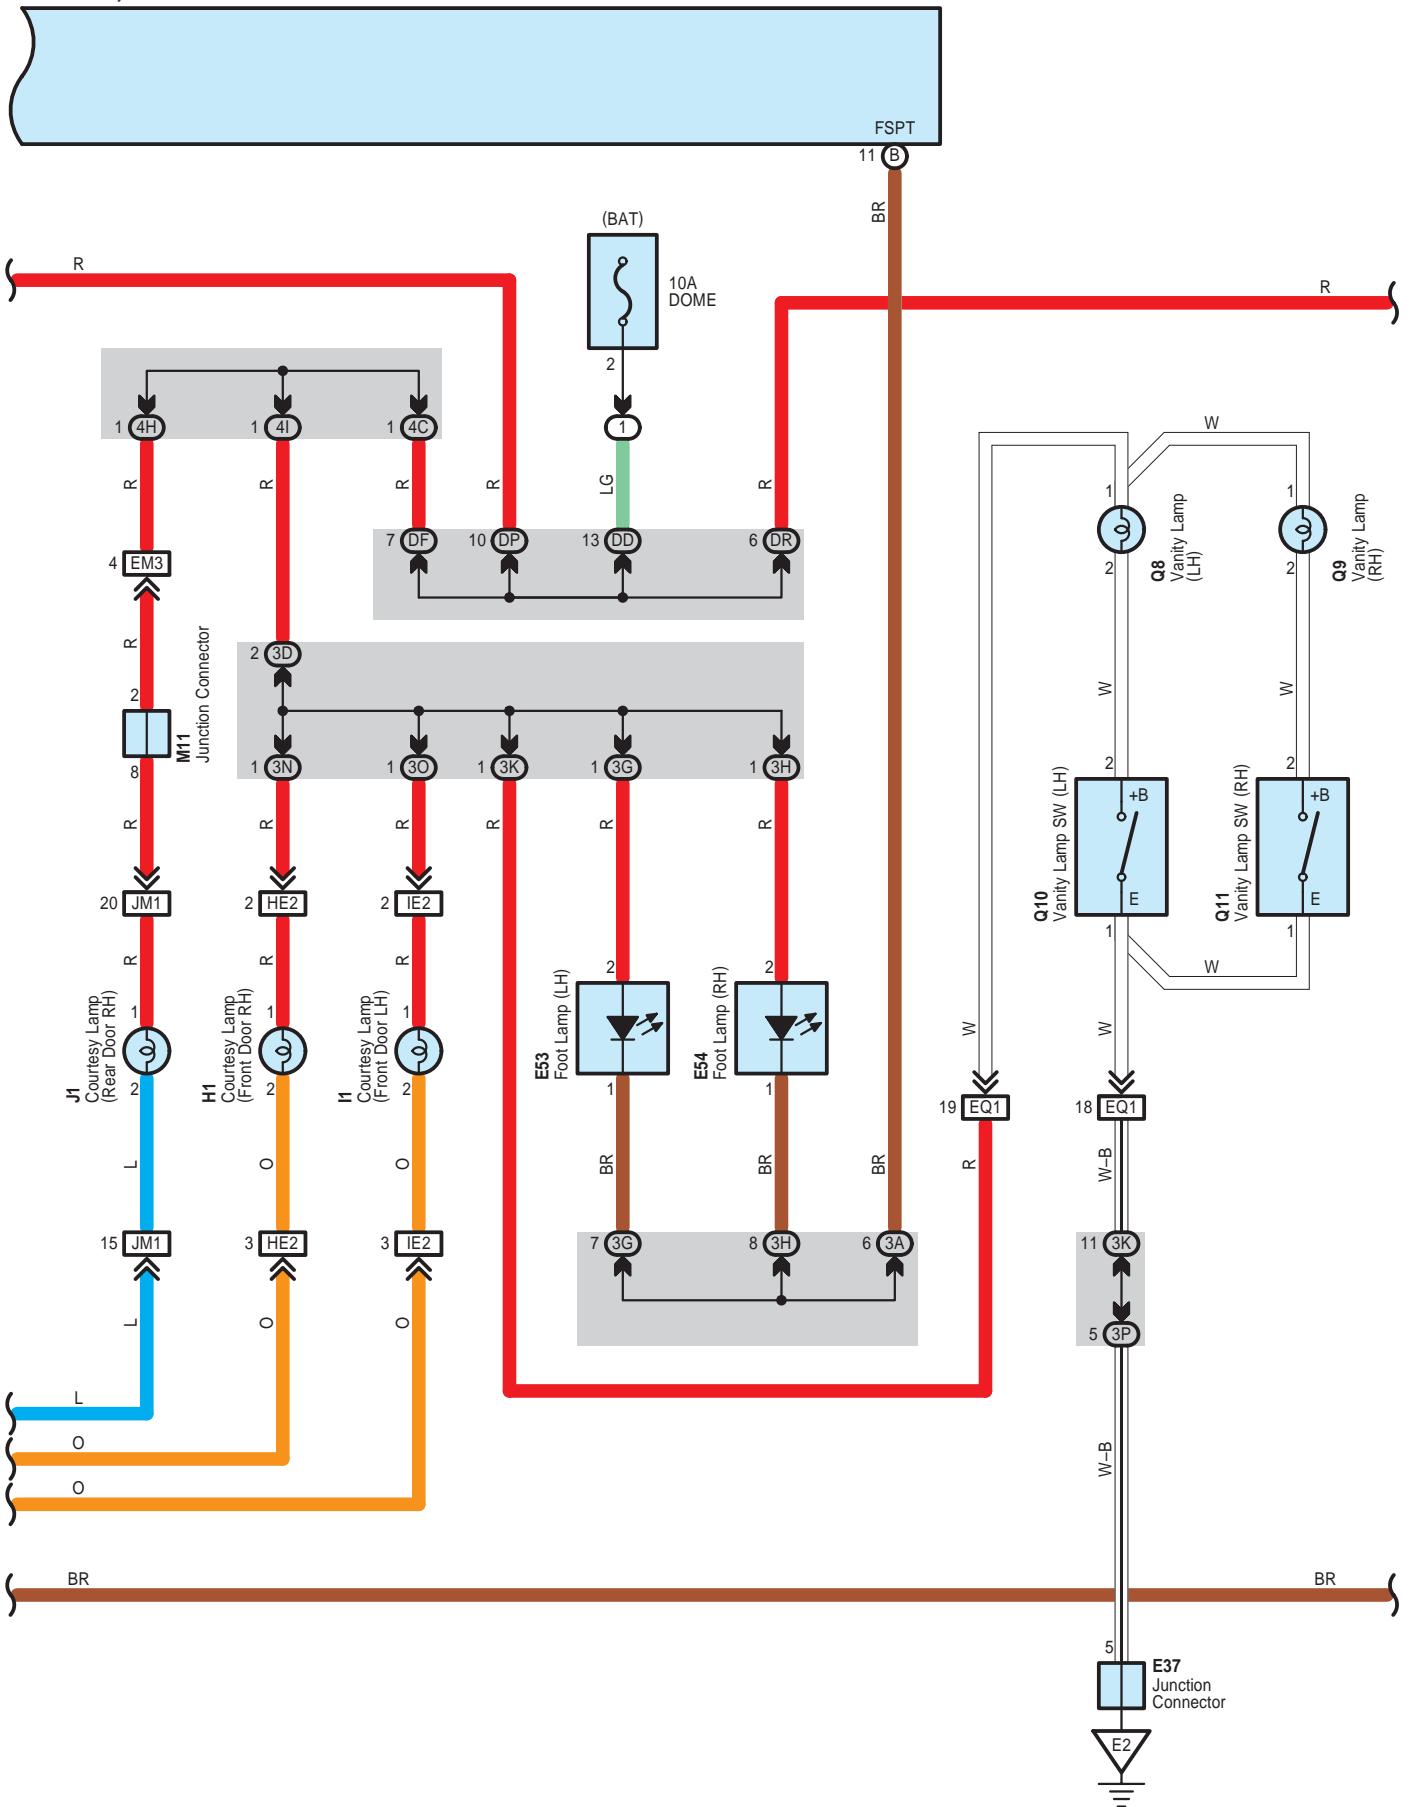 FSPT
11 B
BR
(BAT)
10A
DOME
2
1
R
R
1 4H
1 4I
1 4C
R
R
R
R
LG
R
7 DF
10 DP
13 DD
6 DR
4 EM3
R
2
M11
Junction Connector
8
2 3D
1 3N
1 3O
1 3K
1 3G
1 3H
R
R
R
R
R
R
20 JM1
2 HE2
2 IE2
R
R
R
1
J1
Courtesy Lamp
(Rear Door RH)
2
1
H1
Courtesy Lamp
(Front Door RH)
2
1
I1
Courtesy Lamp
(Front Door LH)
2
2
E53
Foot Lamp (LH)
1
2
E54
Foot Lamp (RH)
1
W
1
Q8
Vanity Lamp
(LH)
2
1
Q9
Vanity Lamp
(RH)
2
W
W
2
+B
E
Q10
Vanity Lamp SW (LH)
1
2
+B
E
Q11
Vanity Lamp SW (RH)
1
W
W
W
19 EQ1
18 EQ1
L
O
O
BR
BR
BR
R
W–B
15 JM1
3 HE2
3 IE2
7 3G
8 3H
6 3A
11 3K
5 3P
L
O
O
L
O
O
W–B
BR
BR
5
E37
Junction
Connector
E2